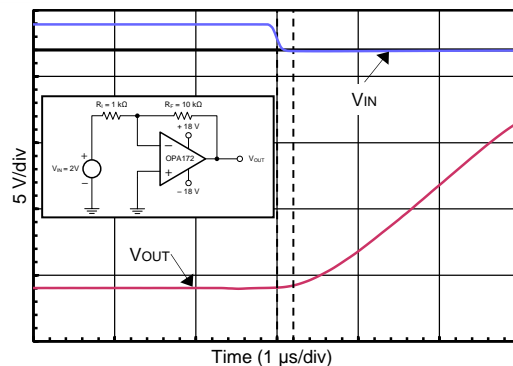 VIN
RI = 1 kΩ
RF = 10 kΩ
+ 18 V
−
OPA172
+
VOUT
+
VIN = 2V
−
− 18 V
VOUT
5 V/div
Time (1 µs/div)